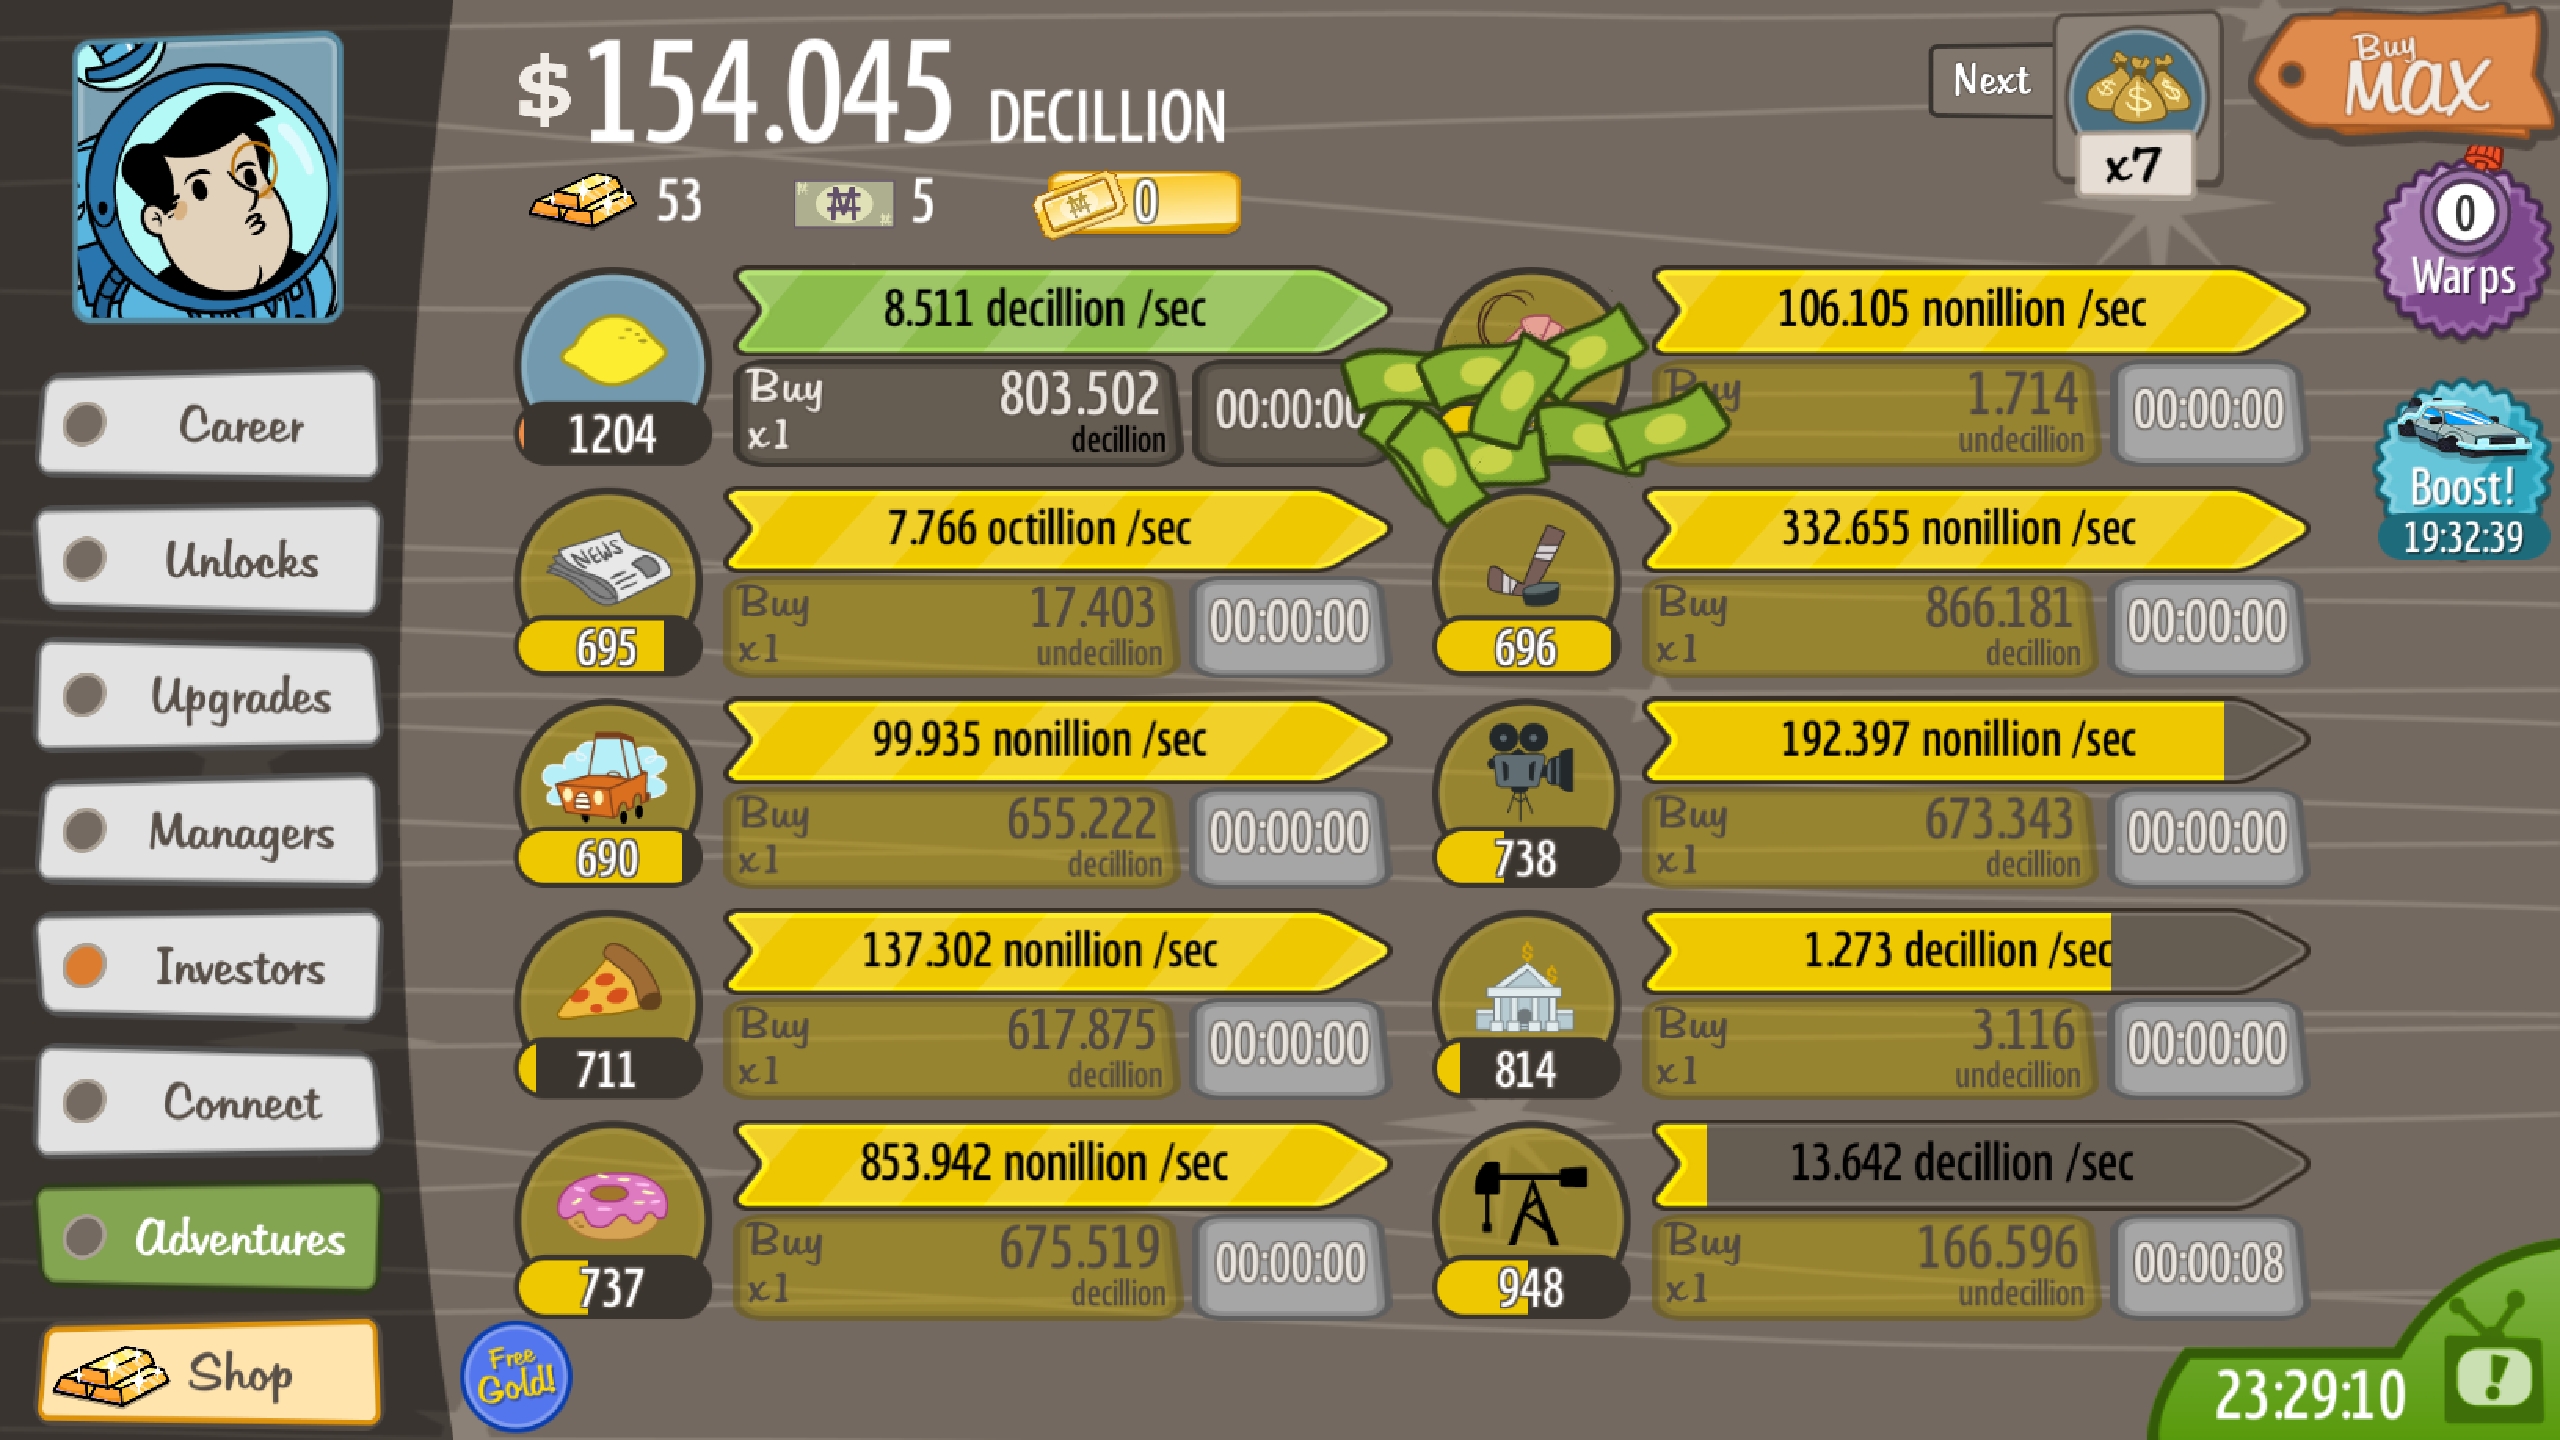 $154.045 DECILLION
53
5
0
Next
x7
Buy
MAX
0
Warps
Boost!
19:32:39
Career
Unlocks
Upgrades
Managers
Investors
Connect
Adventures
Shop
8.511 decillion /sec
1204
Buy
x1
803.502
decillion
00:00:00
106.105 nonillion /sec
Buy
1.714
undecillion
00:00:00
NEWS
7.766 octillion /sec
695
Buy
x1
17.403
undecillion
00:00:00
332.655 nonillion /sec
696
Buy
x1
866.181
decillion
00:00:00
99.935 nonillion /sec
690
Buy
x1
655.222
decillion
00:00:00
192.397 nonillion /sec
738
Buy
x1
673.343
decillion
00:00:00
137.302 nonillion /sec
711
Buy
x1
617.875
decillion
00:00:00
1.273 decillion /sec
814
Buy
x1
3.116
undecillion
00:00:00
853.942 nonillion /sec
737
Buy
x1
675.519
decillion
00:00:00
13.642 decillion /sec
948
Buy
x1
166.596
undecillion
00:00:08
Free
Gold!
23:29:10
!